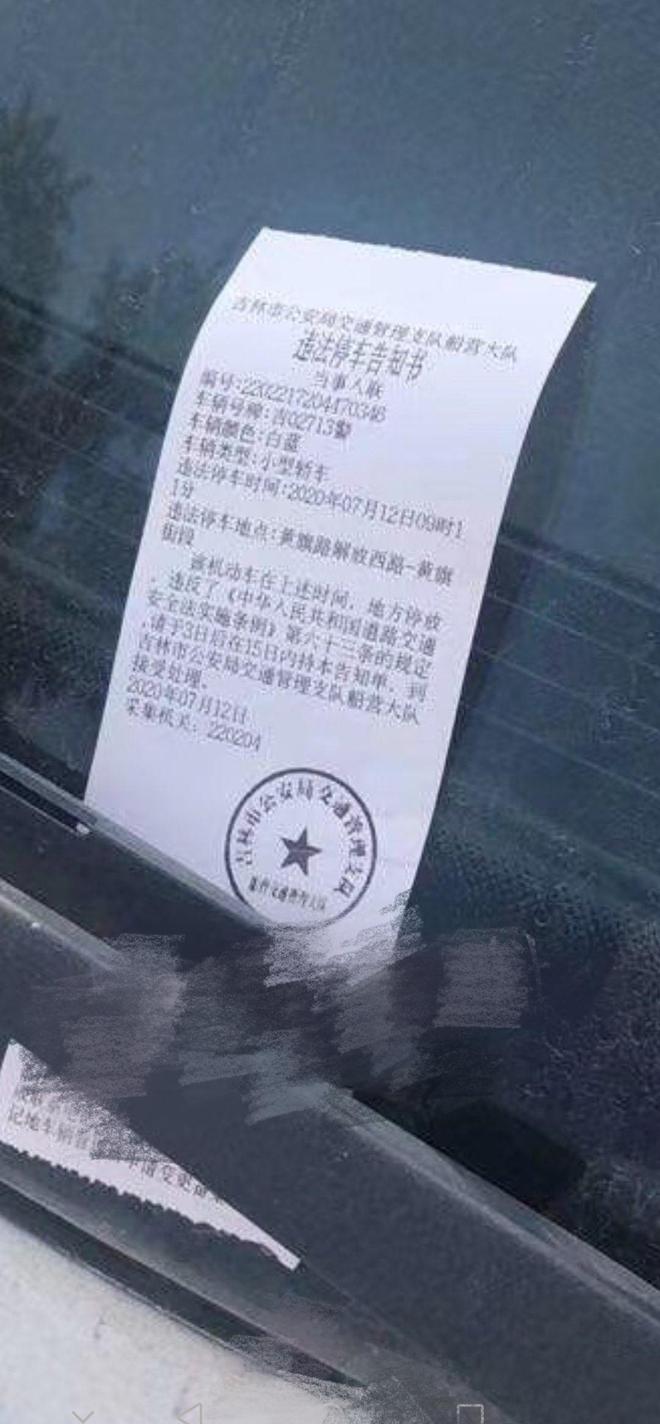 吉林市公安局交通管理支队船营大队
违法停车告知书
当事人联
编号:2202217204470346
车辆号牌:吉02713警
车辆颜色:白蓝
车辆类型:小型轿车
违法停车时间:2020年07月12日09时1
1分
违法停车地点:黄旗路解放西路-黄旗
街段
该机动车在上述时间、地方停放
,违反了《中华人民共和国道路交通
安全法实施条例》第六十三条的规定
,请于3日后在15日内持本告知单,到
吉林市公安局交通管理支队船营大队
接受处理。
2020年07月12日
采集机关: 220204
吉林市公安局交通管理支队